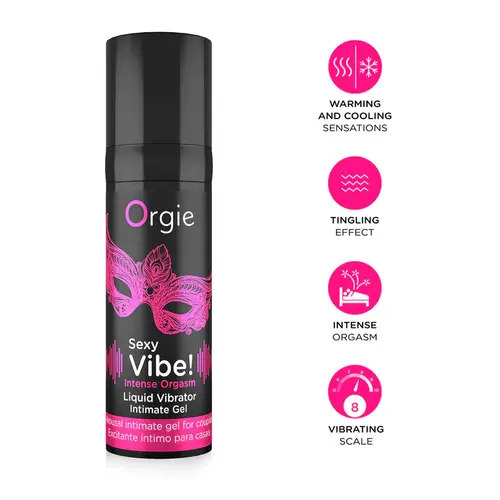 Orgie
Sexy
Vibe!
Intense Orgasm
Liquid Vibrator
Intimate Gel
Arousal intimate gel for couples
Excitante íntimo para casais
WARMING
AND COOLING
SENSATIONS
TINGLING
EFFECT
INTENSE
ORGASM
8
VIBRATING
SCALE